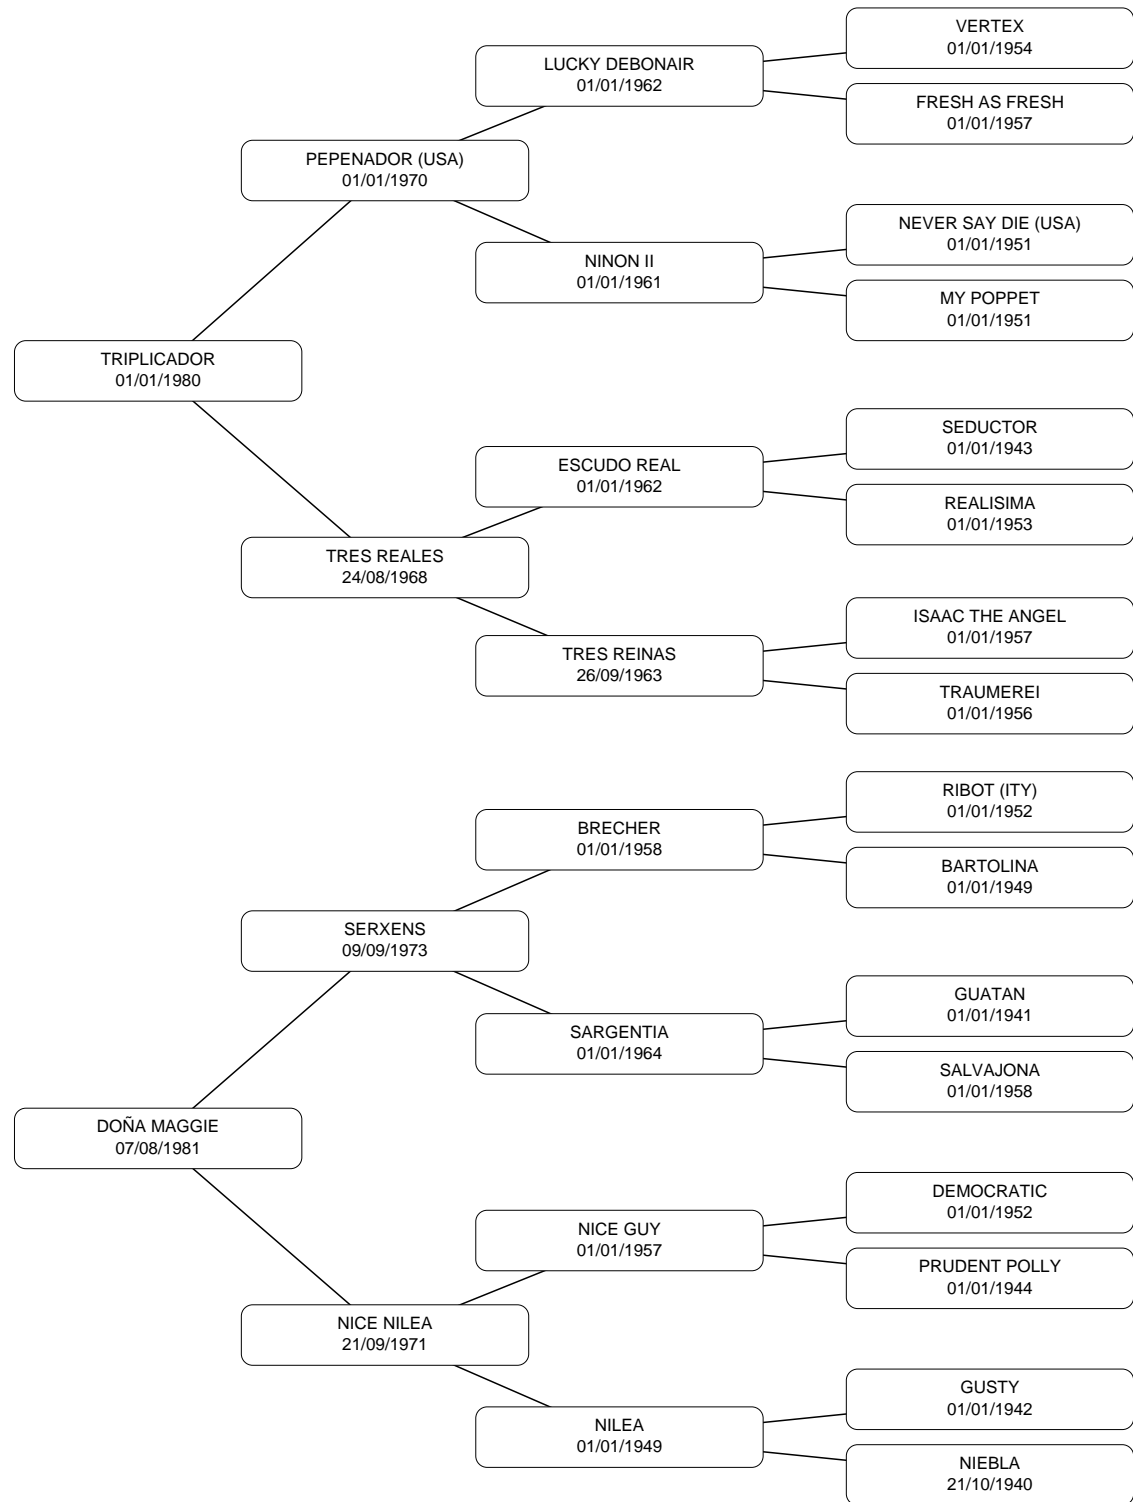 VERTEX
01/01/1954
LUCKY DEBONAIR
01/01/1962
FRESH AS FRESH
01/01/1957
PEPENADOR (USA)
01/01/1970
NEVER SAY DIE (USA)
01/01/1951
NINON II
01/01/1961
MY POPPET
01/01/1951
TRIPLICADOR
01/01/1980
SEDUCTOR
01/01/1943
ESCUDO REAL
01/01/1962
REALISIMA
01/01/1953
TRES REALES
24/08/1968
ISAAC THE ANGEL
01/01/1957
TRES REINAS
26/09/1963
TRAUMEREI
01/01/1956
RIBOT (ITY)
01/01/1952
BRECHER
01/01/1958
BARTOLINA
01/01/1949
SERXENS
09/09/1973
GUATAN
01/01/1941
SARGENTIA
01/01/1964
SALVAJONA
01/01/1958
DOÑA MAGGIE
07/08/1981
DEMOCRATIC
01/01/1952
NICE GUY
01/01/1957
PRUDENT POLLY
01/01/1944
NICE NILEA
21/09/1971
GUSTY
01/01/1942
NILEA
01/01/1949
NIEBLA
21/10/1940